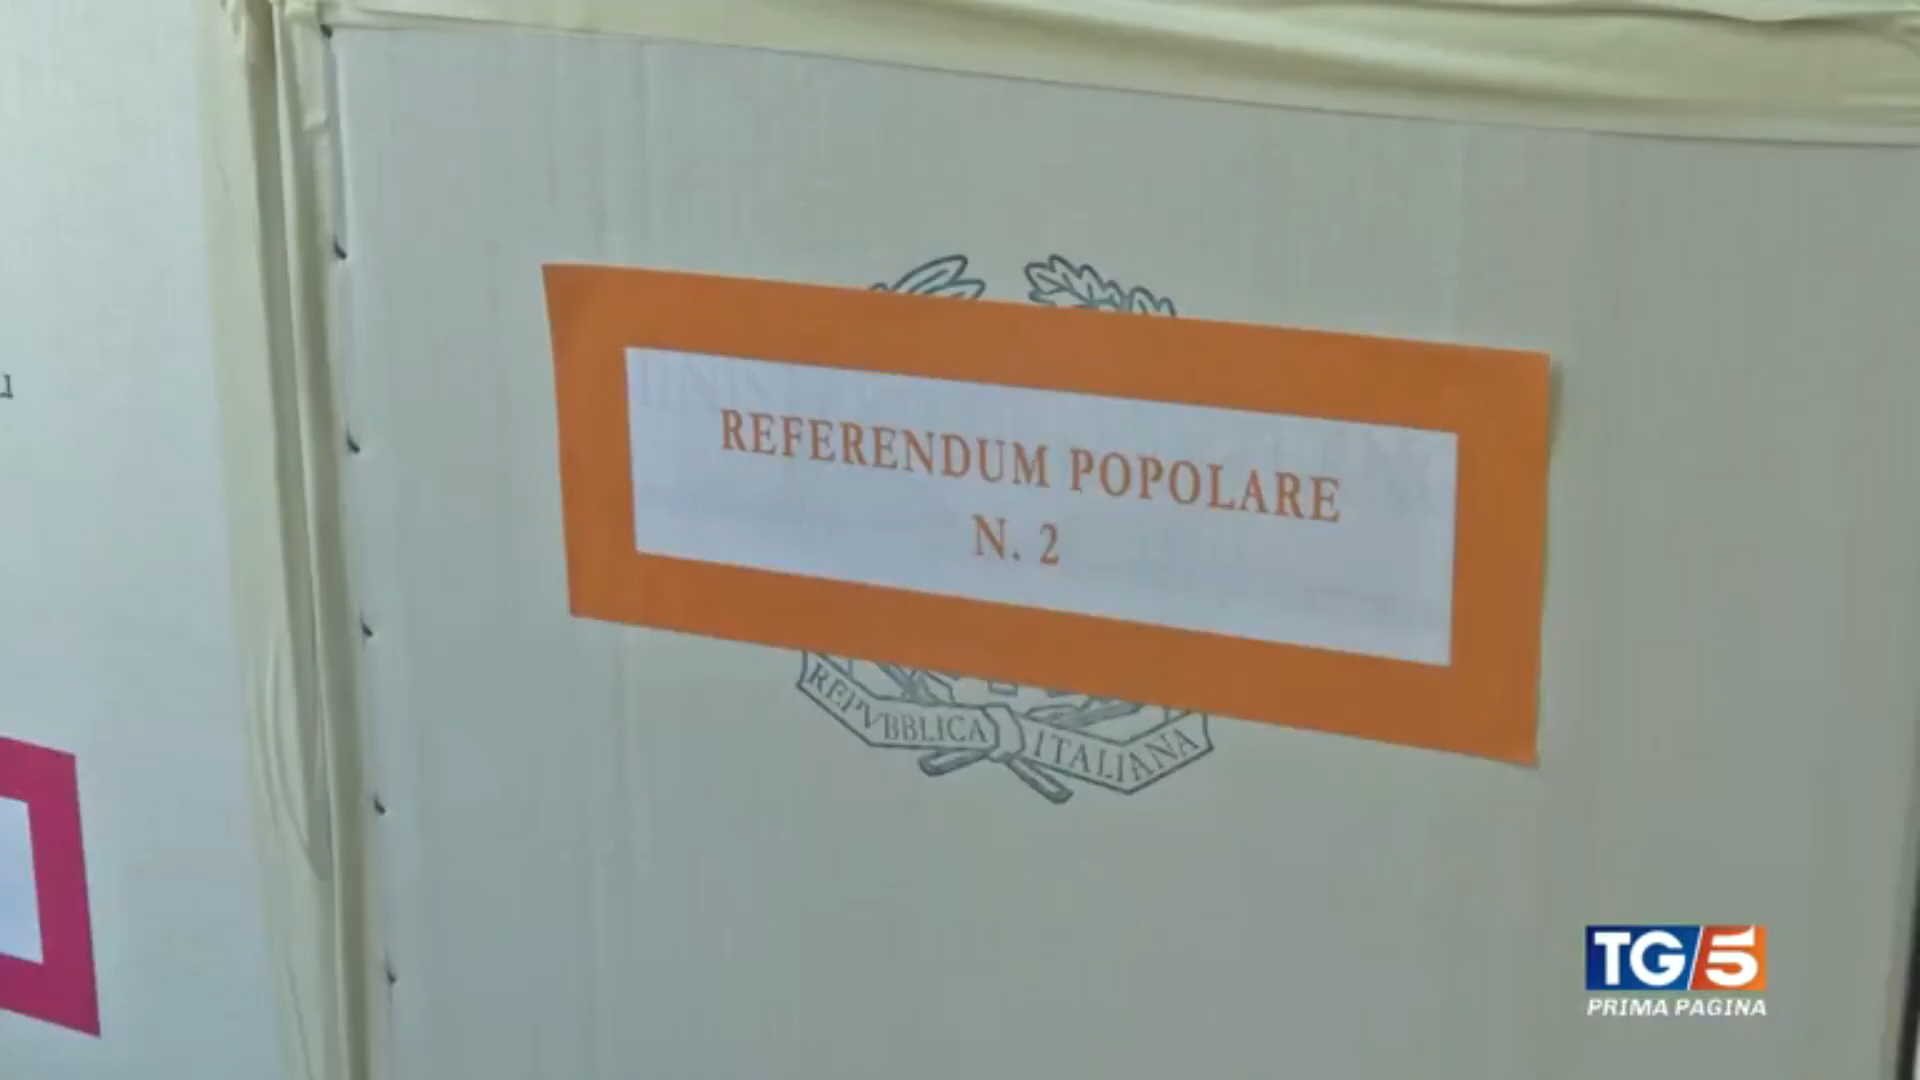 REFERENDUM POPOLARE
N. 2
REPVBBLICA ITALIANA
TG5
PRIMA PAGINA